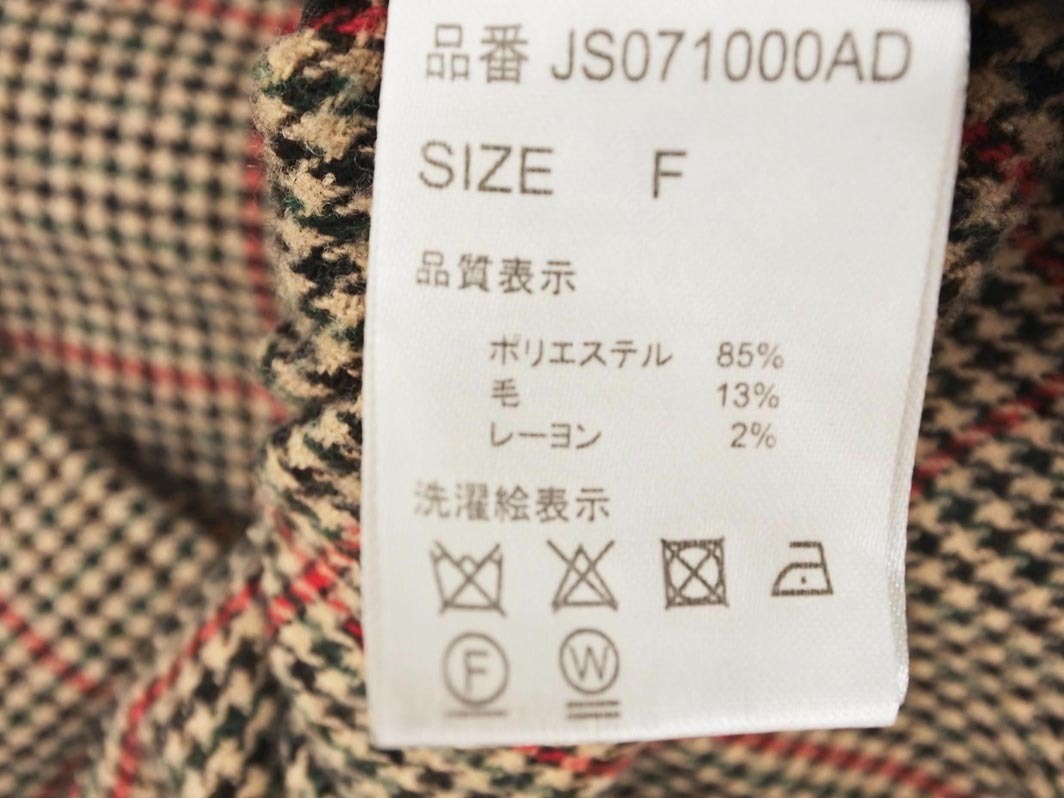 品番 JS071000AD
SIZE F
品質表示
ポリエステル 85%
毛 13%
レーヨン 2%
洗濯絵表示
F W